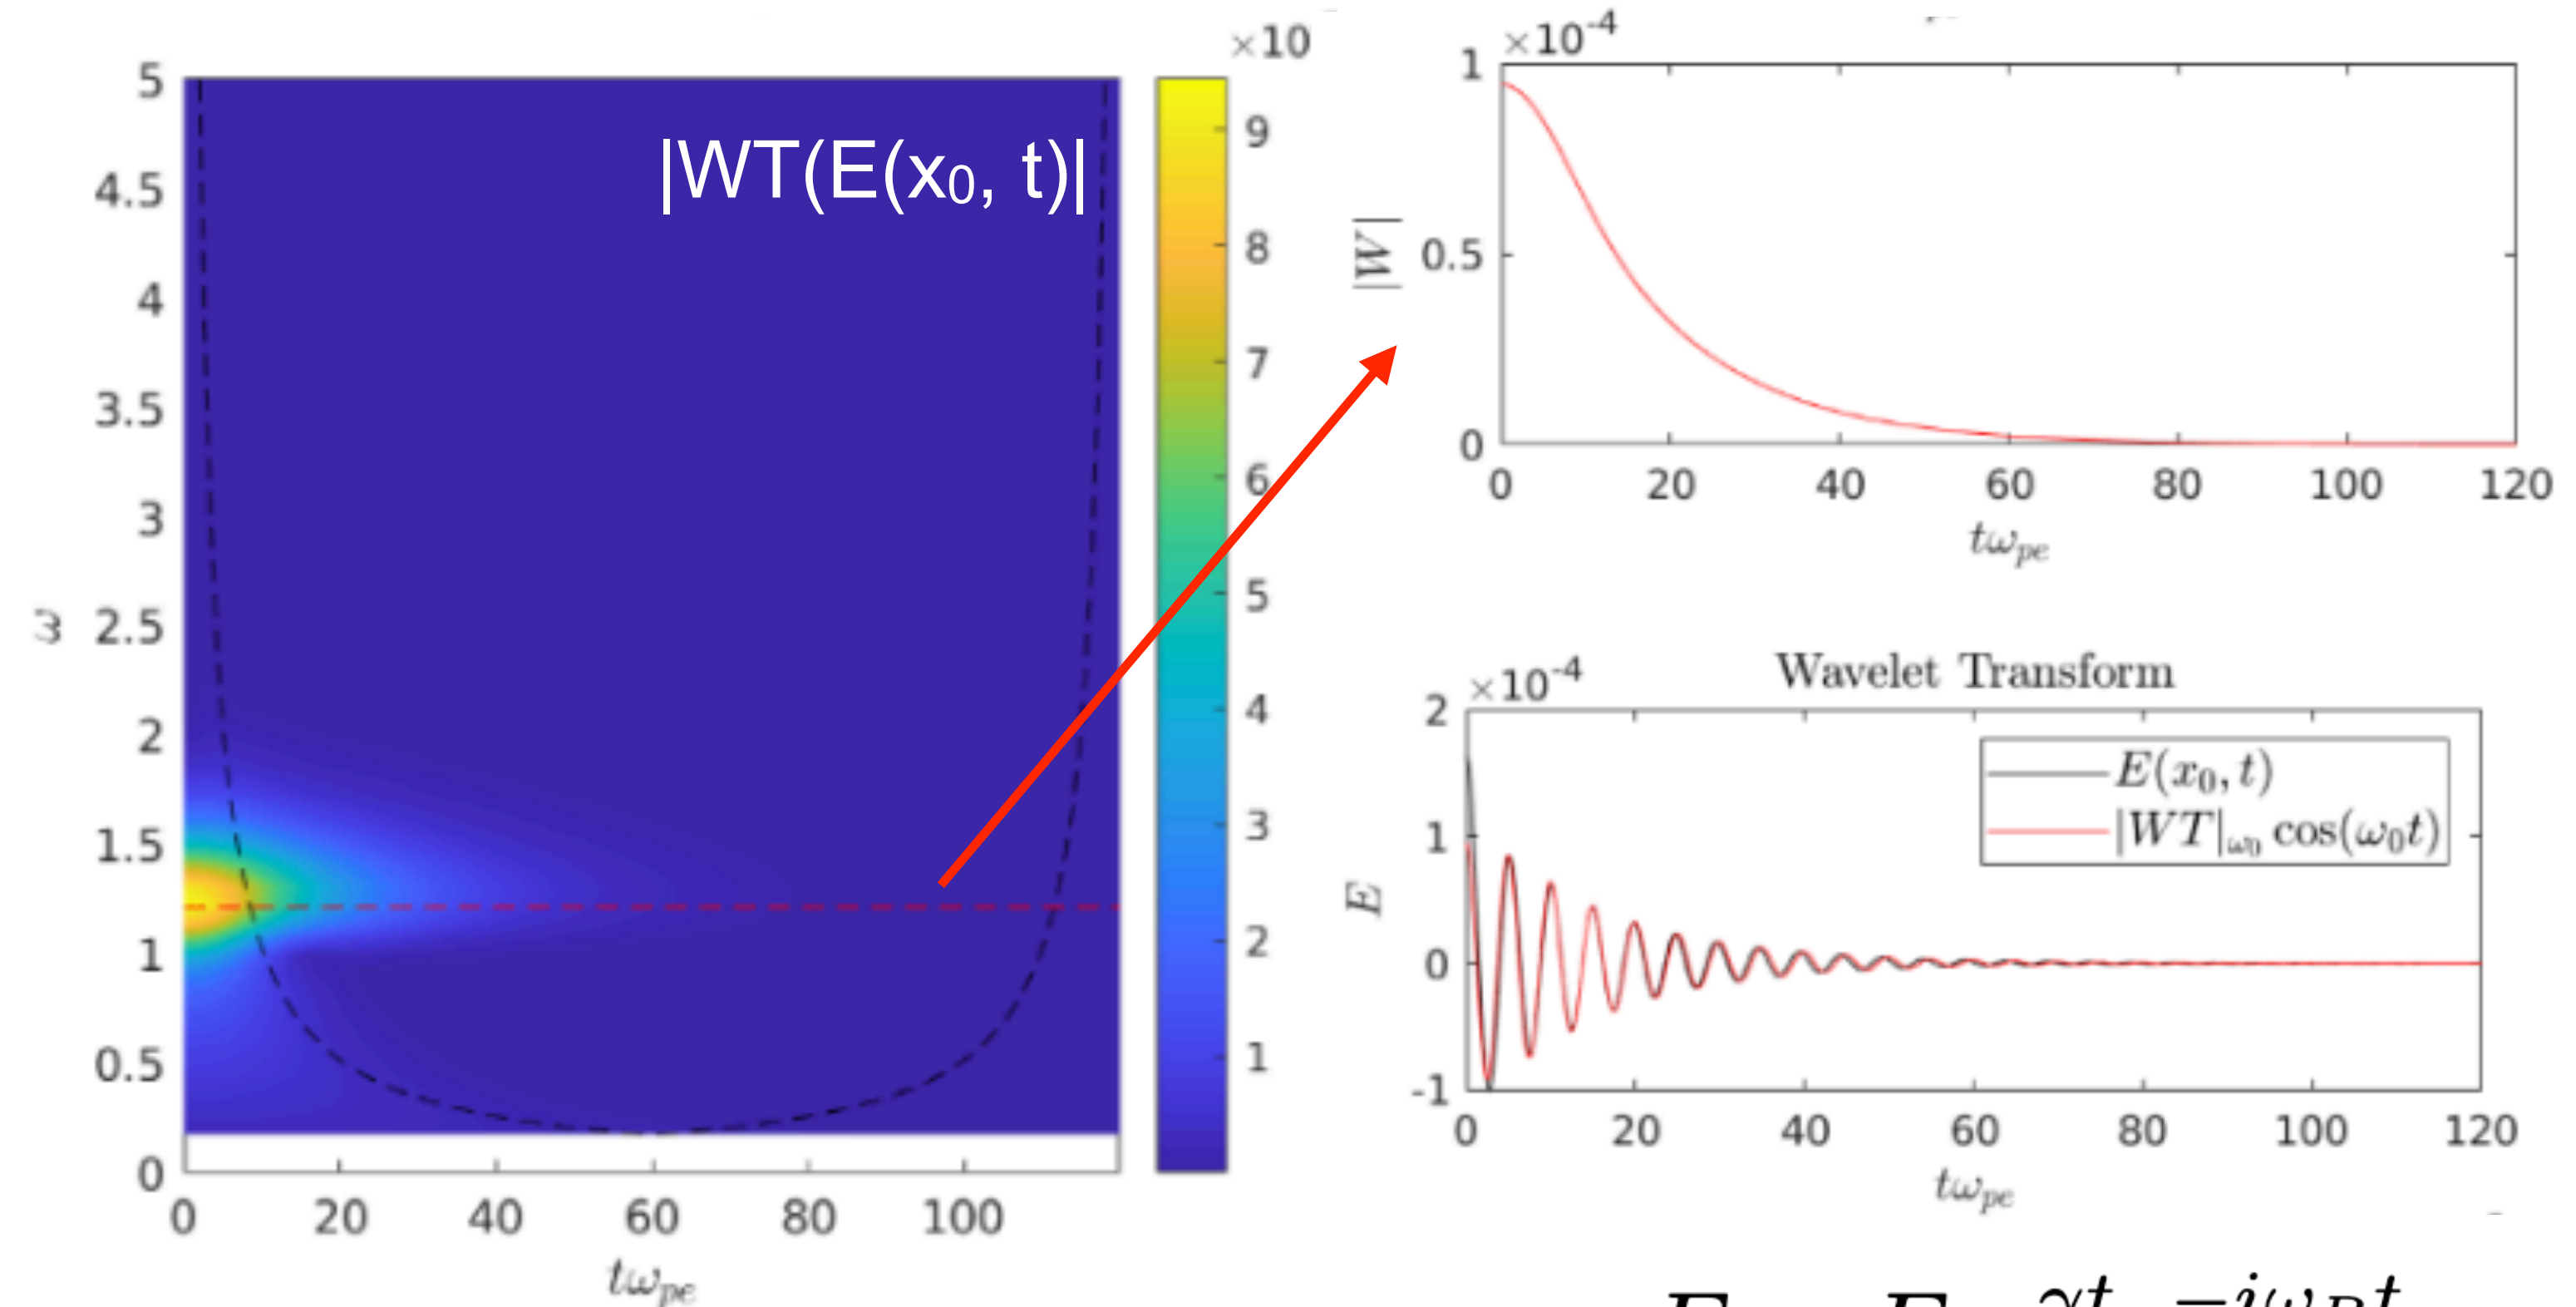 ×10
5
4.5
4
3.5
3
2.5
2
1.5
1
0.5
0
ω
|WT(E(x₀, t)|
0 20 40 60 80 100
tω_pe
9
8
7
6
5
4
3
2
1
×10⁻⁴
1
0.5
0
|W|
0 20 40 60 80 100 120
tω_pe
Wavelet Transform
×10⁻⁴
2
1
0
-1
E
E(x₀, t)
|WT|_ω₀ cos(ω₀t)
0 20 40 60 80 100 120
tω_pe